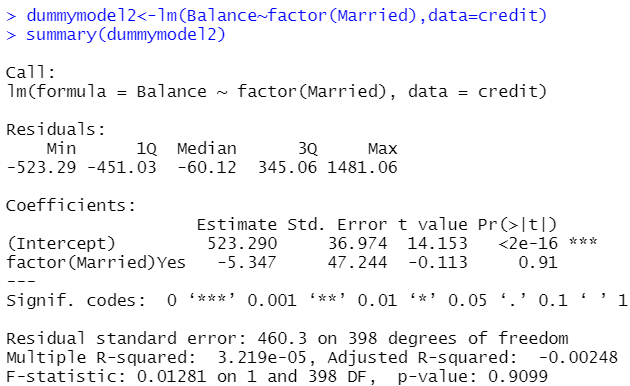 > dummymodel2<-lm(Balance~factor(Married),data=credit)
> summary(dummymodel2)

Call:
lm(formula = Balance ~ factor(Married), data = credit)

Residuals:
    Min      1Q  Median      3Q     Max
-523.29 -451.03  -60.12  345.06 1481.06

Coefficients:
                   Estimate Std. Error t value Pr(>|t|)
(Intercept)         523.290     36.974  14.153   <2e-16 ***
factor(Married)Yes   -5.347     47.244  -0.113     0.91
---
Signif. codes:  0 ‘***’ 0.001 ‘**’ 0.01 ‘*’ 0.05 ‘.’ 0.1 ‘ ’ 1

Residual standard error: 460.3 on 398 degrees of freedom
Multiple R-squared:  3.219e-05, Adjusted R-squared:  -0.00248
F-statistic: 0.01281 on 1 and 398 DF,  p-value: 0.9099